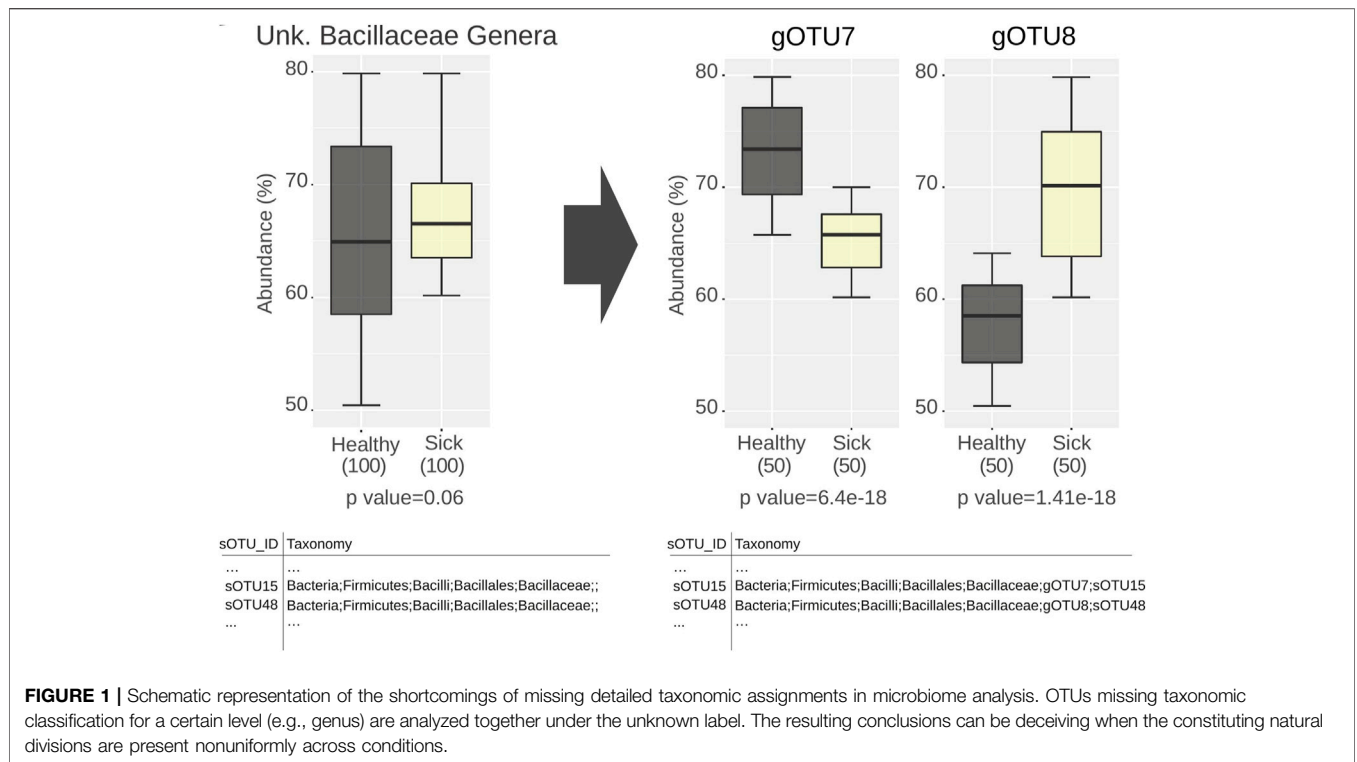 Unk. Bacillaceae Genera
gOTU7
gOTU8
Abundance (%)
80
70
60
50
Healthy
(100)
Sick
(100)
p value=0.06
Abundance (%)
80
70
60
50
Healthy
(50)
Sick
(50)
p value=6.4e-18
80
70
60
50
Healthy
(50)
Sick
(50)
p value=1.41e-18
sOTU_ID Taxonomy
... ...
sOTU15 Bacteria;Firmicutes;Bacilli;Bacillales;Bacillaceae;;
sOTU48 Bacteria;Firmicutes;Bacilli;Bacillales;Bacillaceae;;
... ...
sOTU_ID Taxonomy
... ...
sOTU15 Bacteria;Firmicutes;Bacilli;Bacillales;Bacillaceae;gOTU7;sOTU15
sOTU48 Bacteria;Firmicutes;Bacilli;Bacillales;Bacillaceae;gOTU8;sOTU48
... ...
FIGURE 1 | Schematic representation of the shortcomings of missing detailed taxonomic assignments in microbiome analysis. OTUs missing taxonomic
classification for a certain level (e.g., genus) are analyzed together under the unknown label. The resulting conclusions can be deceiving when the constituting natural
divisions are present nonuniformly across conditions.